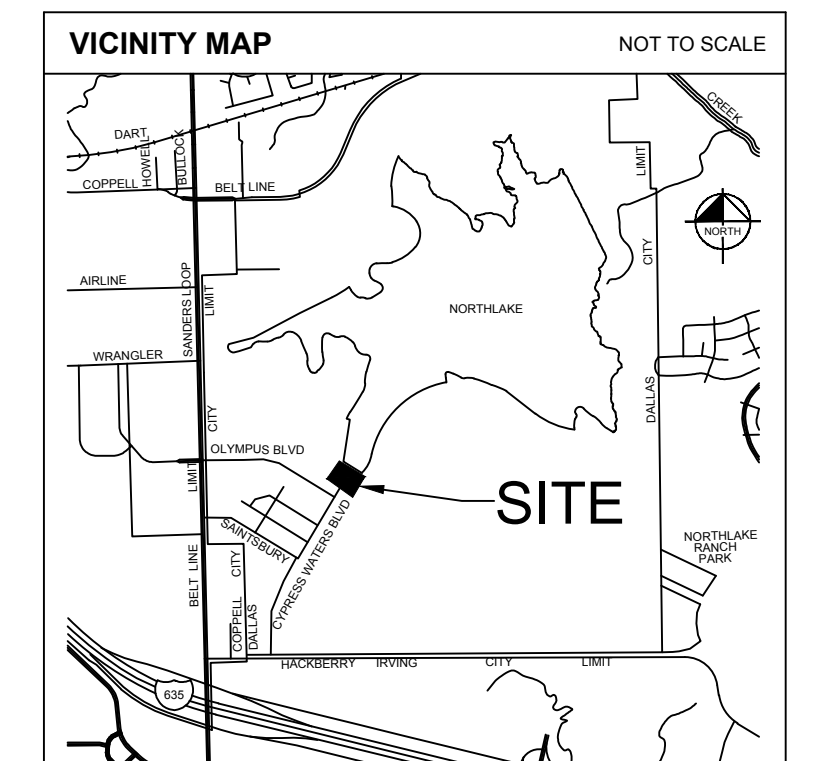 VICINITY MAP
NOT TO SCALE
CREEK
DART
HOWELL
BULLOCK
COPPELL
BELT LINE
LIMIT
NORTH
CITY
AIRLINE
SANDERS LOOP
LIMIT
NORTHLAKE
WRANGLER
DALLAS
CITY
OLYMPUS BLVD
LIMIT
SITE
SAINTSBURY
CYPRESS WATERS BLVD
NORTHLAKE
RANCH
PARK
BELT LINE
CITY
COPPELL
DALLAS
HACKBERRY IRVING CITY LIMIT
635